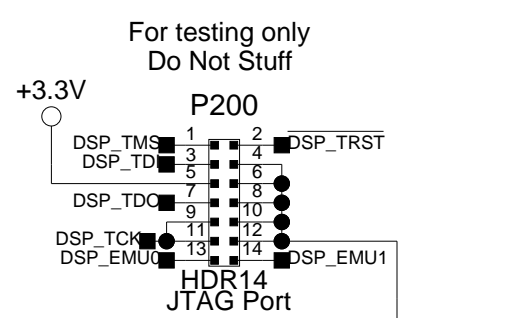 For testing only
Do Not Stuff
+3.3V
P200
DSP_TMS 1 2 DSP_TRST
DSP_TDI 3 4
5 6
DSP_TDO 7 8
9 10
DSP_TCK 11 12
DSP_EMU0 13 14 DSP_EMU1
HDR14
JTAG Port